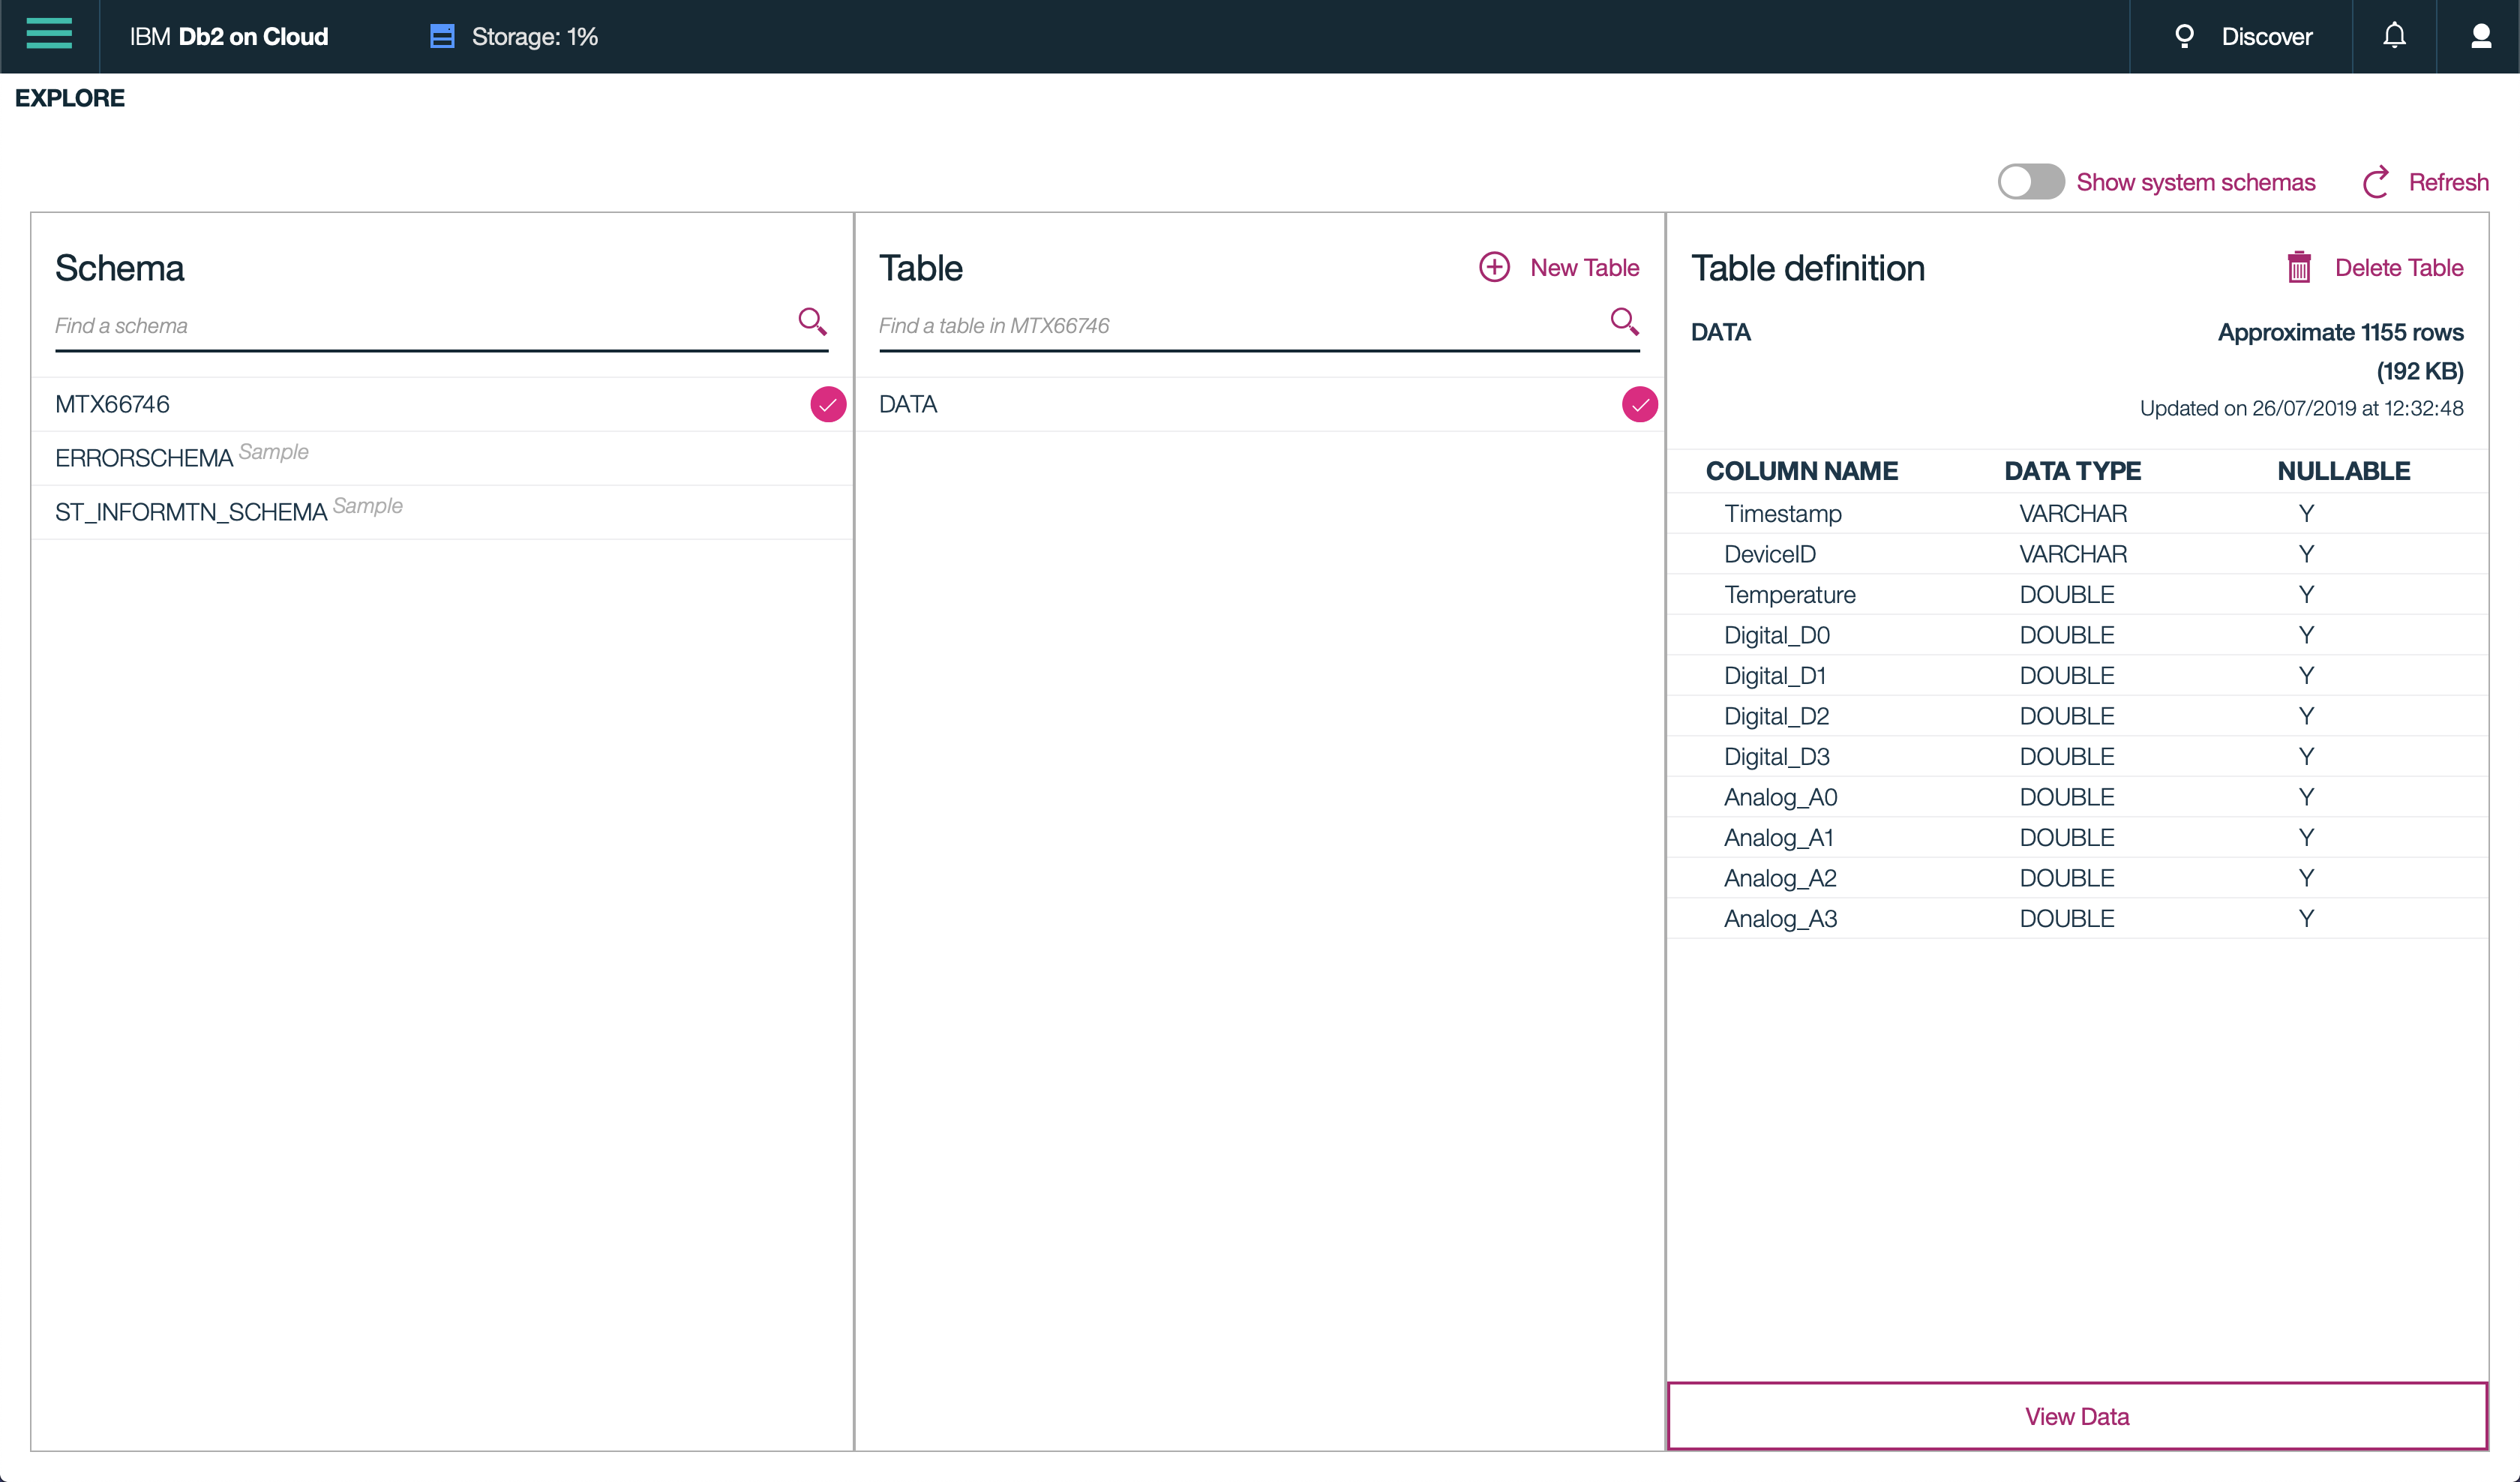 IBM Db2 on Cloud
Storage: 1%
Discover
EXPLORE
Show system schemas
Refresh
Schema
Find a schema
MTX66746
ERRORSCHEMA Sample
ST_INFORMTN_SCHEMA Sample
Table
New Table
Find a table in MTX66746
DATA
Table definition
Delete Table
DATA
Approximate 1155 rows
(192 KB)
Updated on 26/07/2019 at 12:32:48
COLUMN NAME DATA TYPE NULLABLE
Timestamp VARCHAR Y
DeviceID VARCHAR Y
Temperature DOUBLE Y
Digital_D0 DOUBLE Y
Digital_D1 DOUBLE Y
Digital_D2 DOUBLE Y
Digital_D3 DOUBLE Y
Analog_A0 DOUBLE Y
Analog_A1 DOUBLE Y
Analog_A2 DOUBLE Y
Analog_A3 DOUBLE Y
View Data